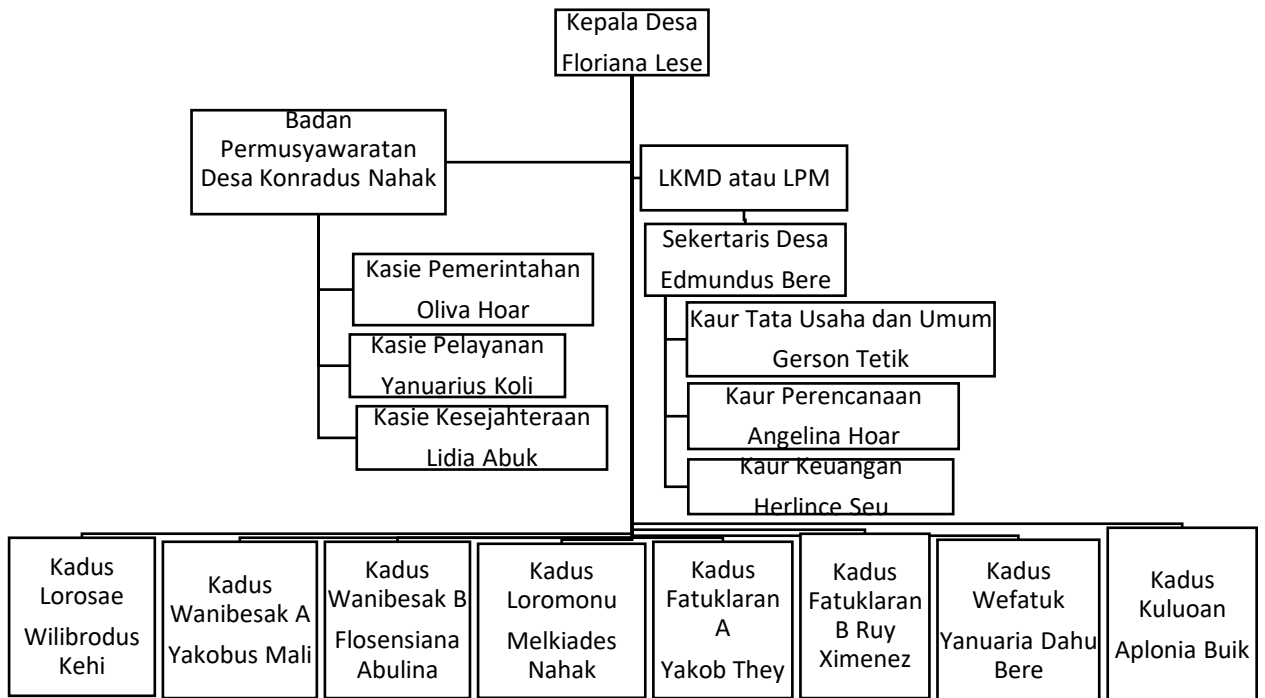 Kepala Desa
Floriana Lese
Badan
Permusyawaratan
Desa Konradus Nahak
LKMD atau LPM
Sekertaris Desa
Edmundus Bere
Kasie Pemerintahan
Oliva Hoar
Kasie Pelayanan
Yanuarius Koli
Kasie Kesejahteraan
Lidia Abuk
Kaur Tata Usaha dan Umum
Gerson Tetik
Kaur Perencanaan
Angelina Hoar
Kaur Keuangan
Herlince Seu
Kadus
Lorosae
Wilibrodus
Kehi
Kadus
Wanibesak A
Yakobus Mali
Kadus
Wanibesak B
Flosensiana
Abulina
Kadus
Loromonu
Melkiades
Nahak
Kadus
Fatuklaran
A
Yakob They
Kadus
Fatuklaran
B Ruy
Ximenez
Kadus
Wefatuk
Yanuaria Dahu
Bere
Kadus
Kuluoan
Aplonia Buik